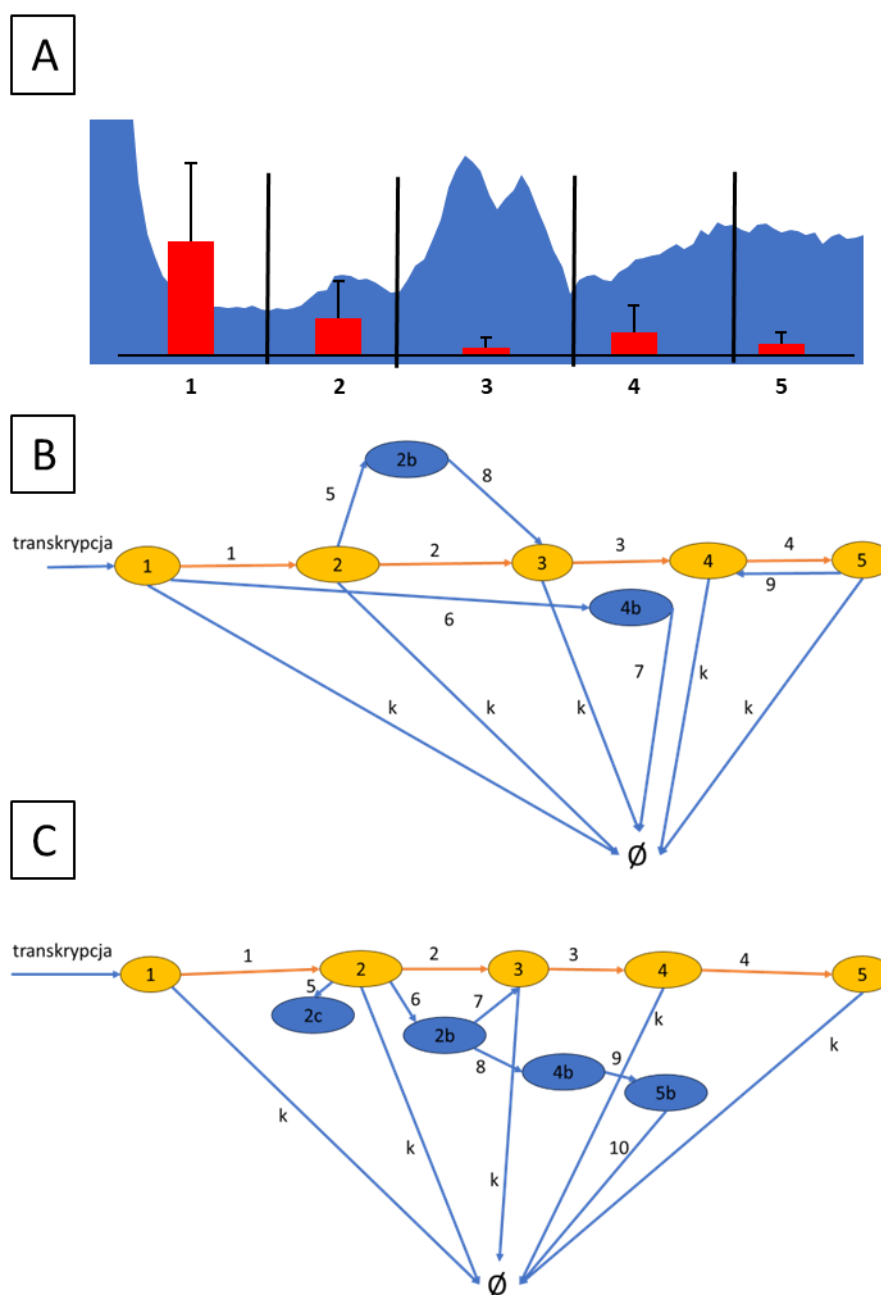 A
1 2 3 4 5
B
2b
5 8
transkrypcja
1 1 2 2 3 3 4 4 5
9
6 4b
7 k
k k k k
Ø
C
transkrypcja
1 1 2 2 3 3 4 4 5
5 6 7 k
2c 2b k
8 4b 9 5b
k k 10
k
Ø